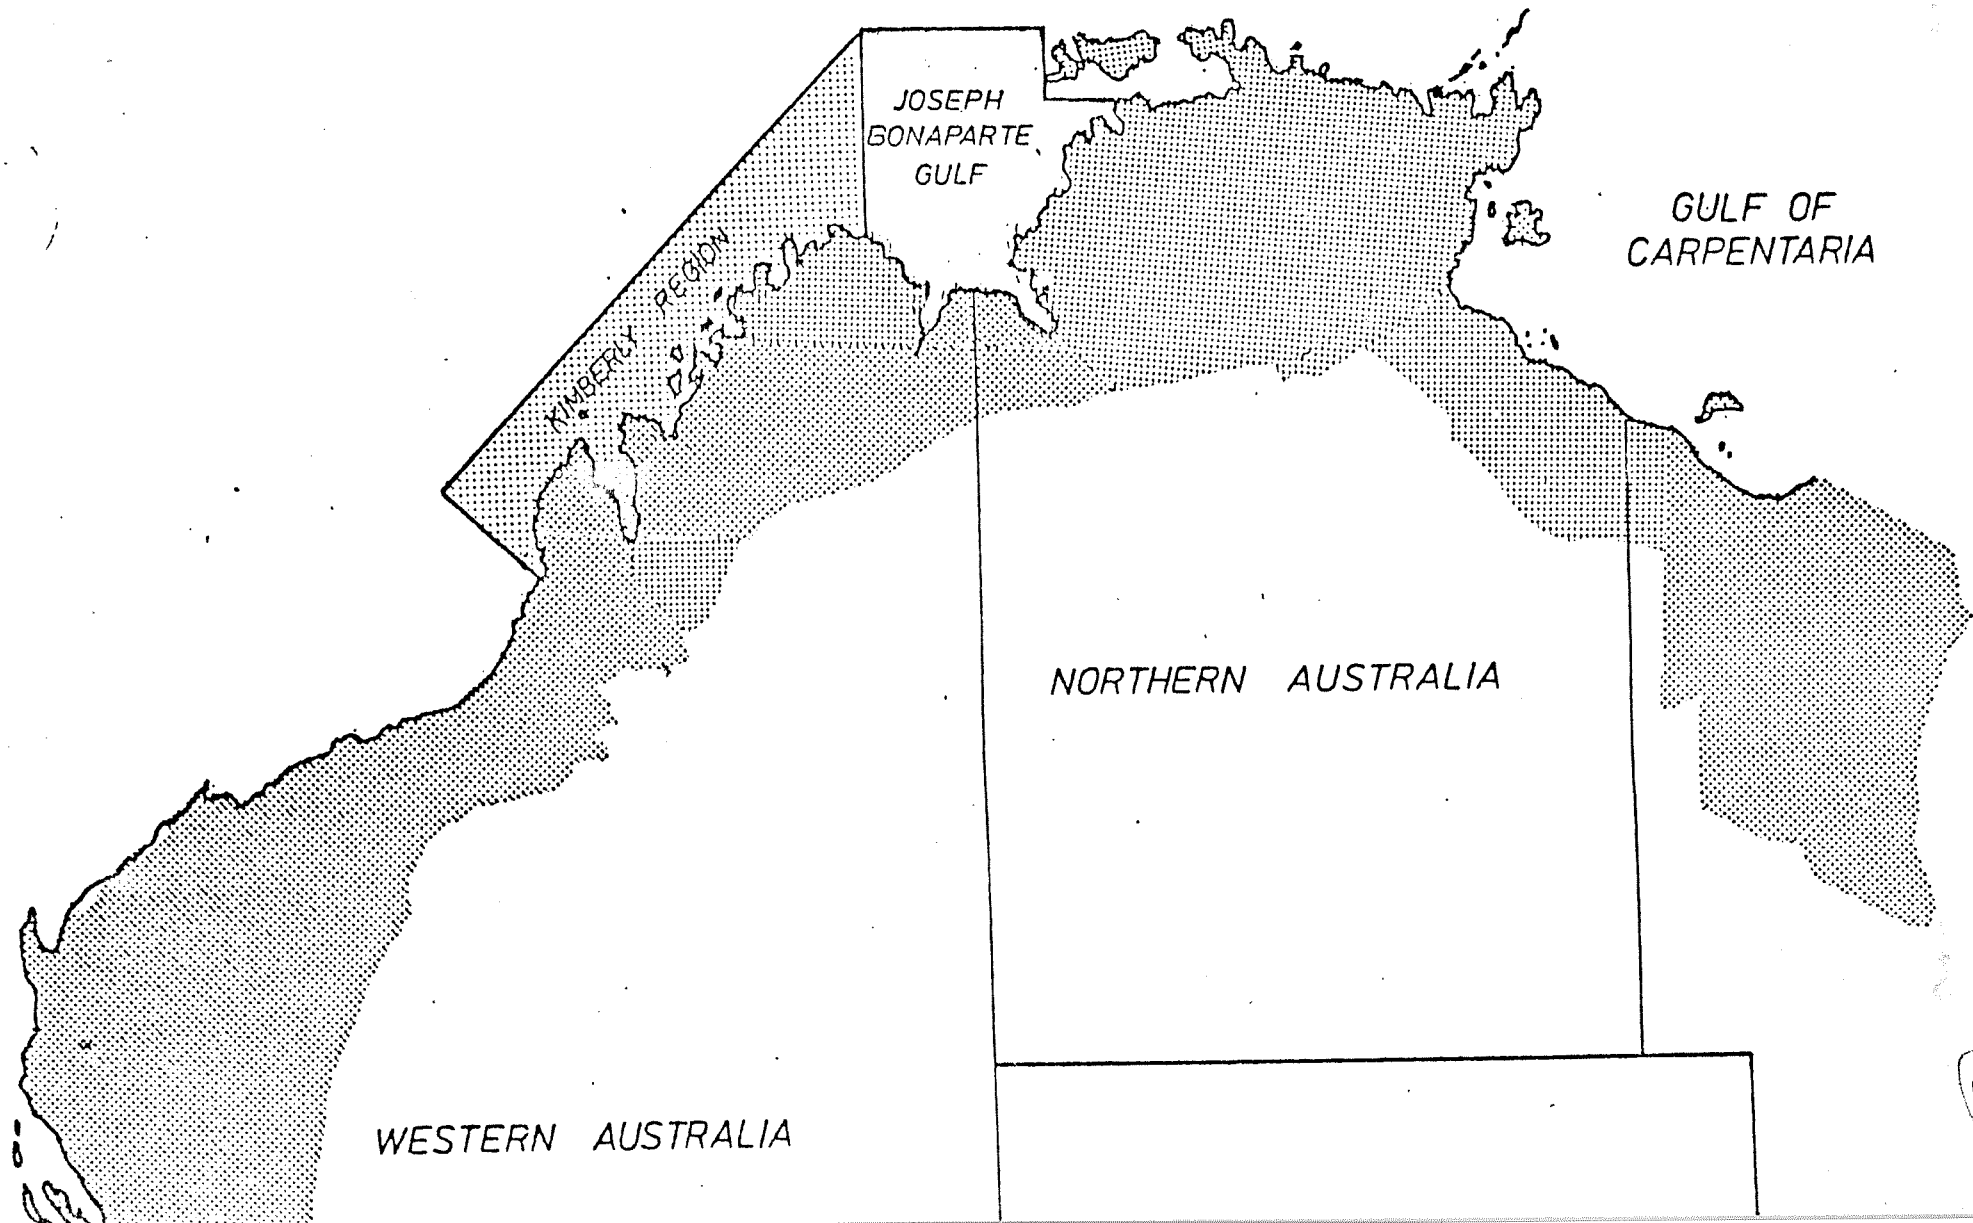 JOSEPH
BONAPARTE
GULF
GULF OF
CARPENTARIA
KIMBERLY REGION
NORTHERN AUSTRALIA
WESTERN AUSTRALIA